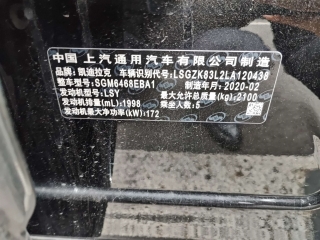 中国 上汽通用汽车有限公司 制造
品牌：凯迪拉克 车辆识别代号：LSGZK83L2LA120436
整车型号：SGM6468EBA1 制造年月：2020-02
发动机型号：LSY 最大允许总质量(kg)：2100
发动机排量(mL)：1998 乘坐人数：5
发动机最大净功率(kW)：172